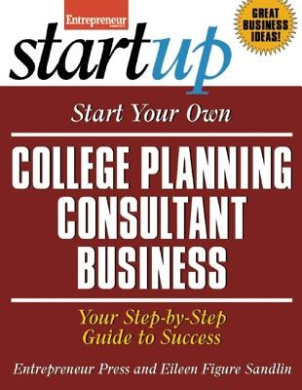 Entrepreneur
GREAT
BUSINESS
IDEAS!
startup
Start Your Own
COLLEGE PLANNING
CONSULTANT
BUSINESS
Your Step-by-Step
Guide to Success
Entrepreneur Press and Eileen Figure Sandlin